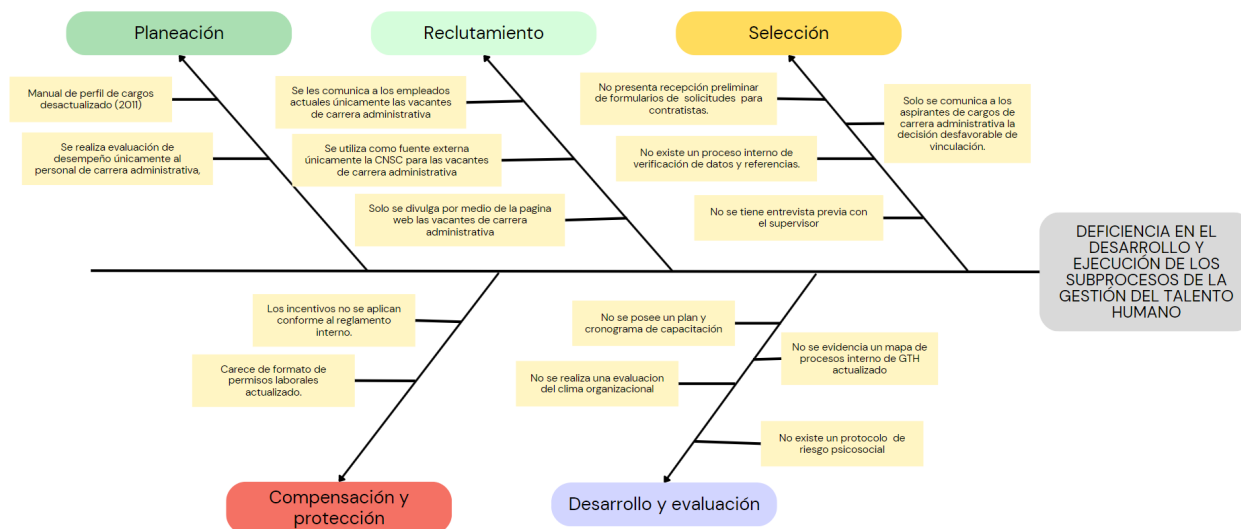 Planeación
Reclutamiento
Selección
Manual de perfil de cargos
desactualizado (2011)
Se realiza evaluación de
desempeño únicamente al
personal de carrera administrativa,
Se les comunica a los empleados
actuales únicamente las vacantes
de carrera administrativa
Se utiliza como fuente externa
únicamente la CNSC para las vacantes
de carrera administrativa
Solo se divulga por medio de la pagina
web las vacantes de carrera
administrativa
No presenta recepción preliminar
de formularios de solicitudes para
contratistas.
No existe un proceso interno de
verificación de datos y referencias.
No se tiene entrevista previa con
el supervisor
Solo se comunica a los
aspirantes de cargos de
carrera administrativa la
decisión desfavorable de
vinculación.
DEFICIENCIA EN EL
DESARROLLO Y
EJECUCIÓN DE LOS
SUBPROCESOS DE LA
GESTIÓN DEL TALENTO
HUMANO
Los incentivos no se aplican
conforme al reglamento
interno.
Carece de formato de
permisos laborales
actualizado.
No se posee un plan y
cronograma de capacitación
No se realiza una evaluacion
del clima organizacional
No se evidencia un mapa de
procesos interno de GTH
actualizado
No existe un protocolo de
riesgo psicosocial
Compensación y
protección
Desarrollo y evaluación